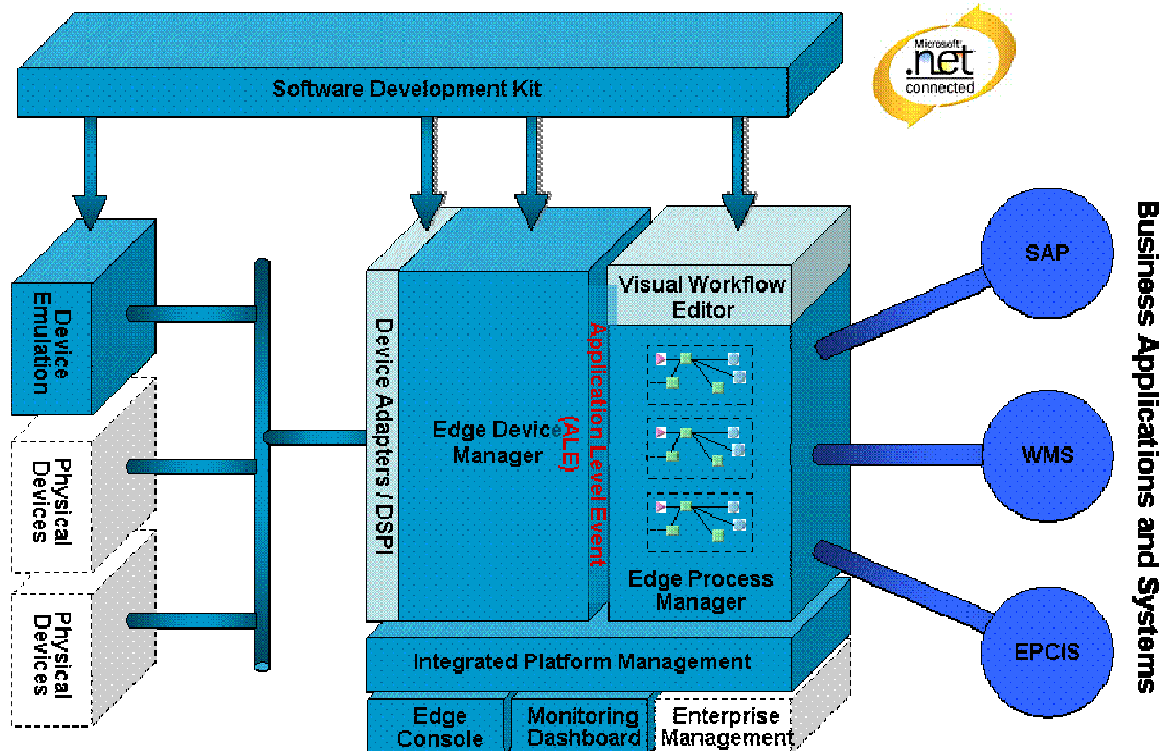 Microsoft
.net
connected
Software Development Kit
Device
Emulation
Physical
Devices
Physical
Devices
Device Adapters / DSPI
Edge Device
Manager
Application Level Event
(ALE)
Visual Workflow
Editor
Edge Process
Manager
Integrated Platform Management
Edge
Console
Monitoring
Dashboard
Enterprise
Management
SAP
WMS
EPCIS
Business Applications and Systems